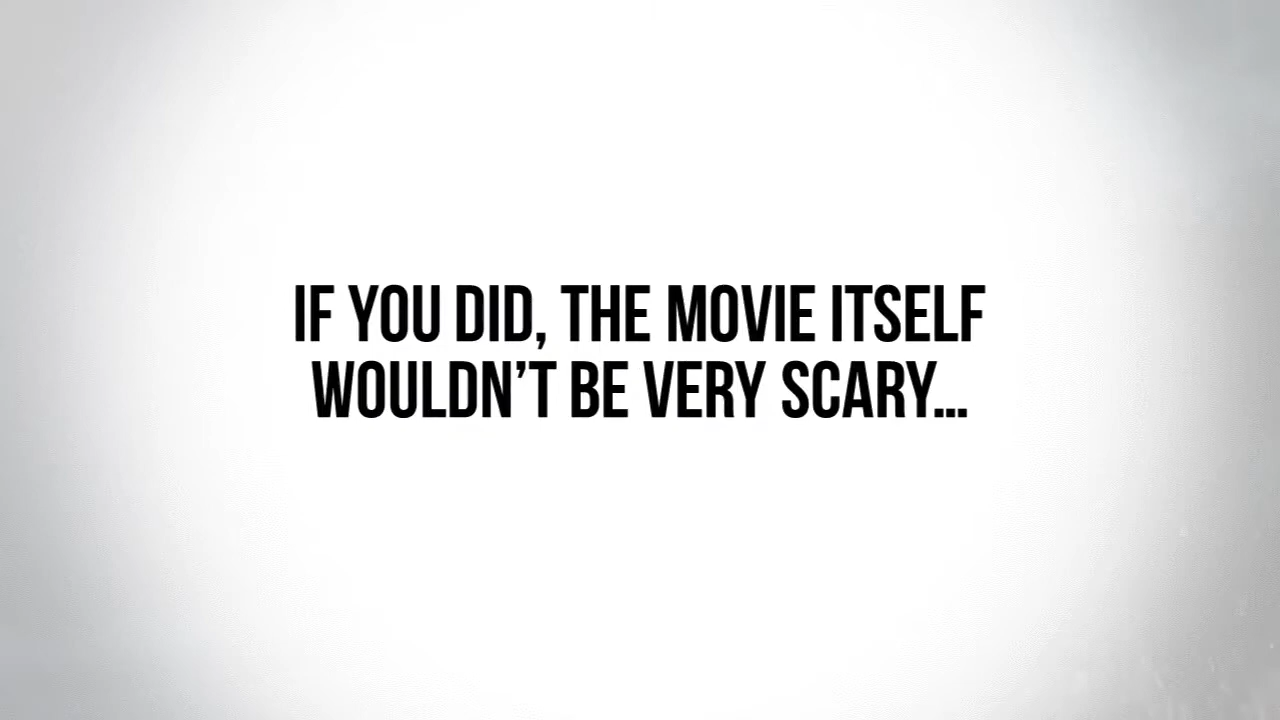 IF YOU DID, THE MOVIE ITSELF
WOULDN’T BE VERY SCARY...